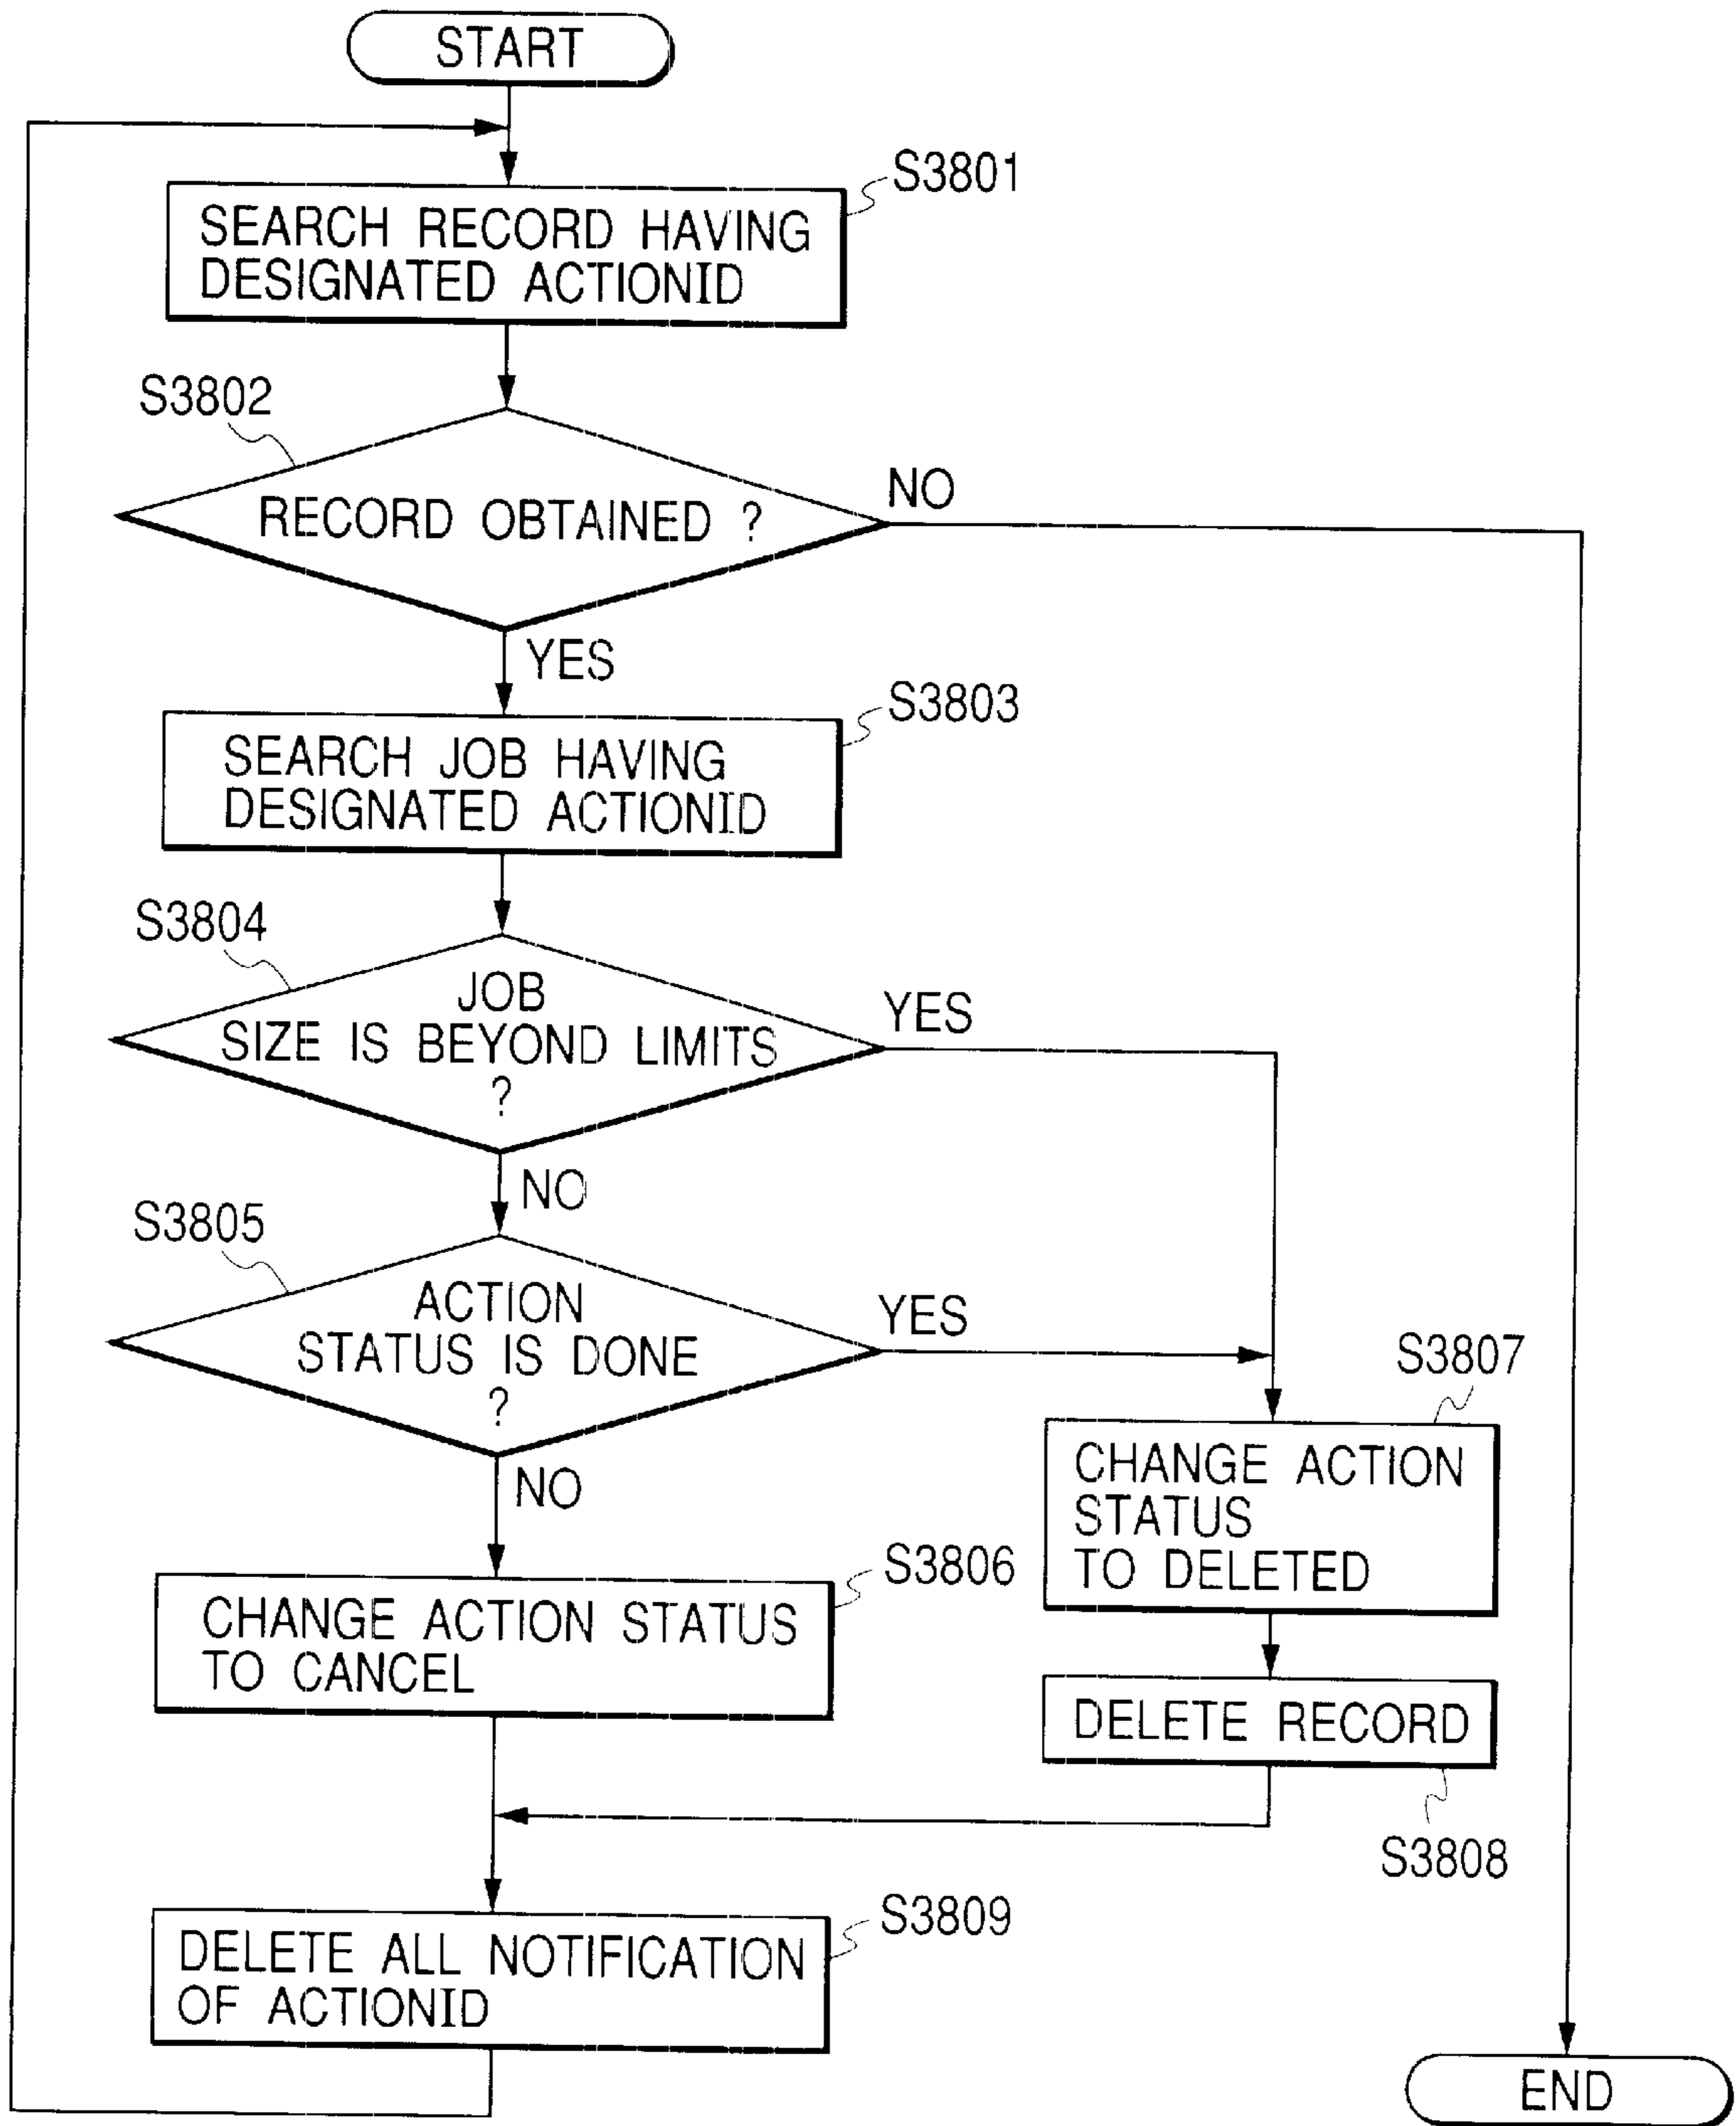 START
S3801
SEARCH RECORD HAVING
DESIGNATED ACTIONID
S3802
RECORD OBTAINED ?
NO
YES
S3803
SEARCH JOB HAVING
DESIGNATED ACTIONID
S3804
JOB
SIZE IS BEYOND LIMITS
?
YES
NO
S3805
ACTION
STATUS IS DONE
?
YES
NO
S3807
CHANGE ACTION
STATUS
TO DELETED
S3806
CHANGE ACTION STATUS
TO CANCEL
DELETE RECORD
S3808
S3809
DELETE ALL NOTIFICATION
OF ACTIONID
END